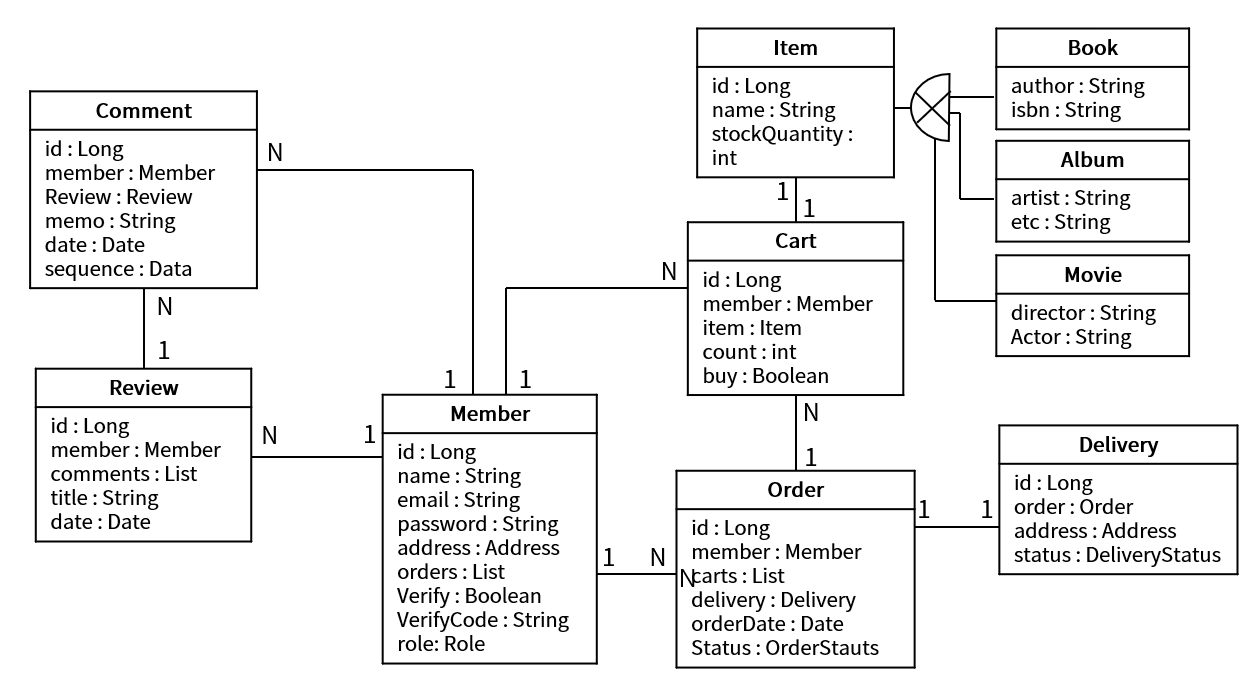 Item
id : Long
name : String
stockQuantity :
int
Book
author : String
isbn : String
Album
artist : String
etc : String
Movie
director : String
Actor : String
Comment
id : Long
member : Member
Review : Review
memo : String
date : Date
sequence : Data
N
N
1
1
1
N
1
1
Cart
id : Long
member : Member
item : Item
count : int
buy : Boolean
N
1
Review
id : Long
member : Member
comments : List
title : String
date : Date
N
1
Member
id : Long
name : String
email : String
password : String
address : Address
orders : List
Verify : Boolean
VerifyCode : String
role: Role
1
N
N
Order
id : Long
member : Member
carts : List
delivery : Delivery
orderDate : Date
Status : OrderStauts
1
1
Delivery
id : Long
order : Order
address : Address
status : DeliveryStatus